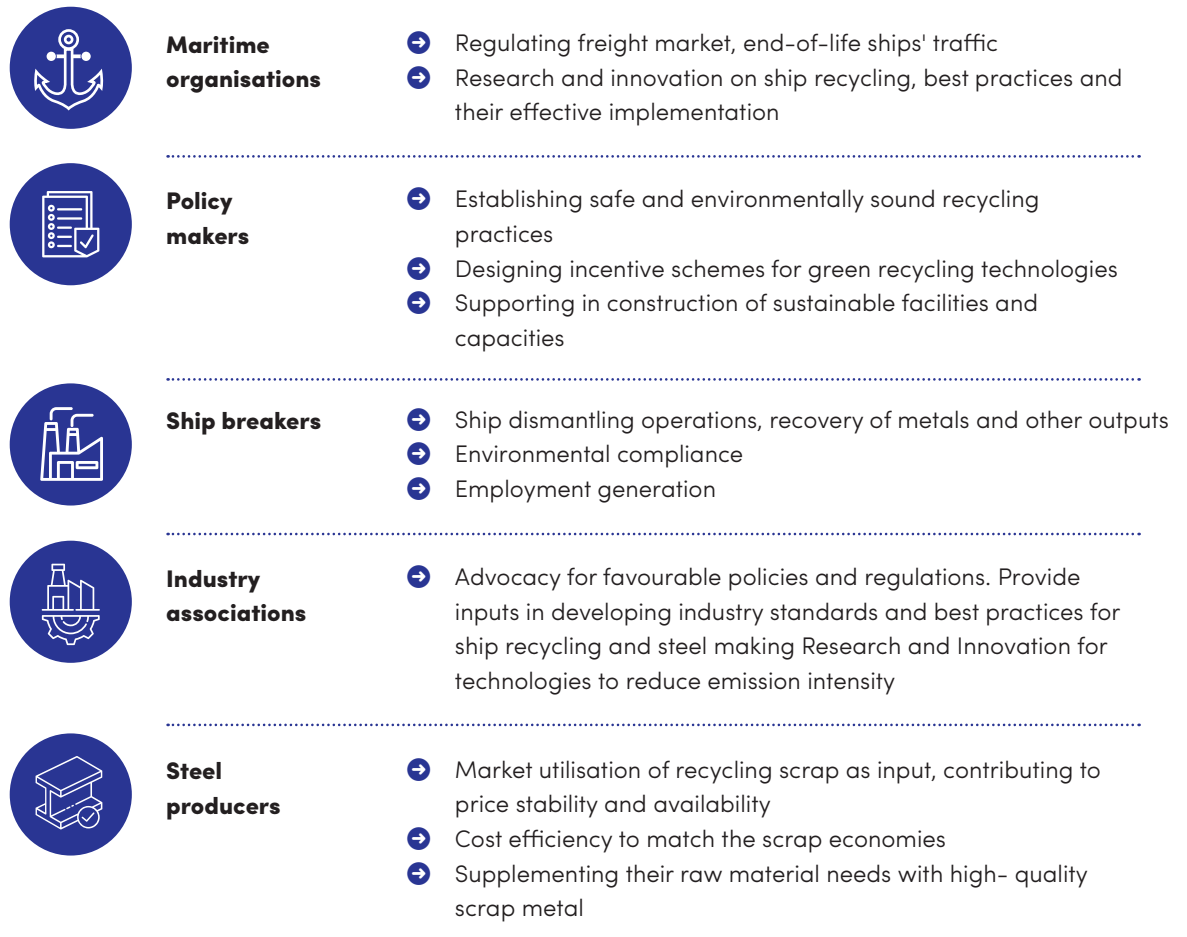 Maritime
organisations
Regulating freight market, end-of-life ships' traffic
Research and innovation on ship recycling, best practices and
their effective implementation
Policy
makers
Establishing safe and environmentally sound recycling
practices
Designing incentive schemes for green recycling technologies
Supporting in construction of sustainable facilities and
capacities
Ship breakers
Ship dismantling operations, recovery of metals and other outputs
Environmental compliance
Employment generation
Industry
associations
Advocacy for favourable policies and regulations. Provide
inputs in developing industry standards and best practices for
ship recycling and steel making Research and Innovation for
technologies to reduce emission intensity
Steel
producers
Market utilisation of recycling scrap as input, contributing to
price stability and availability
Cost efficiency to match the scrap economies
Supplementing their raw material needs with high- quality
scrap metal